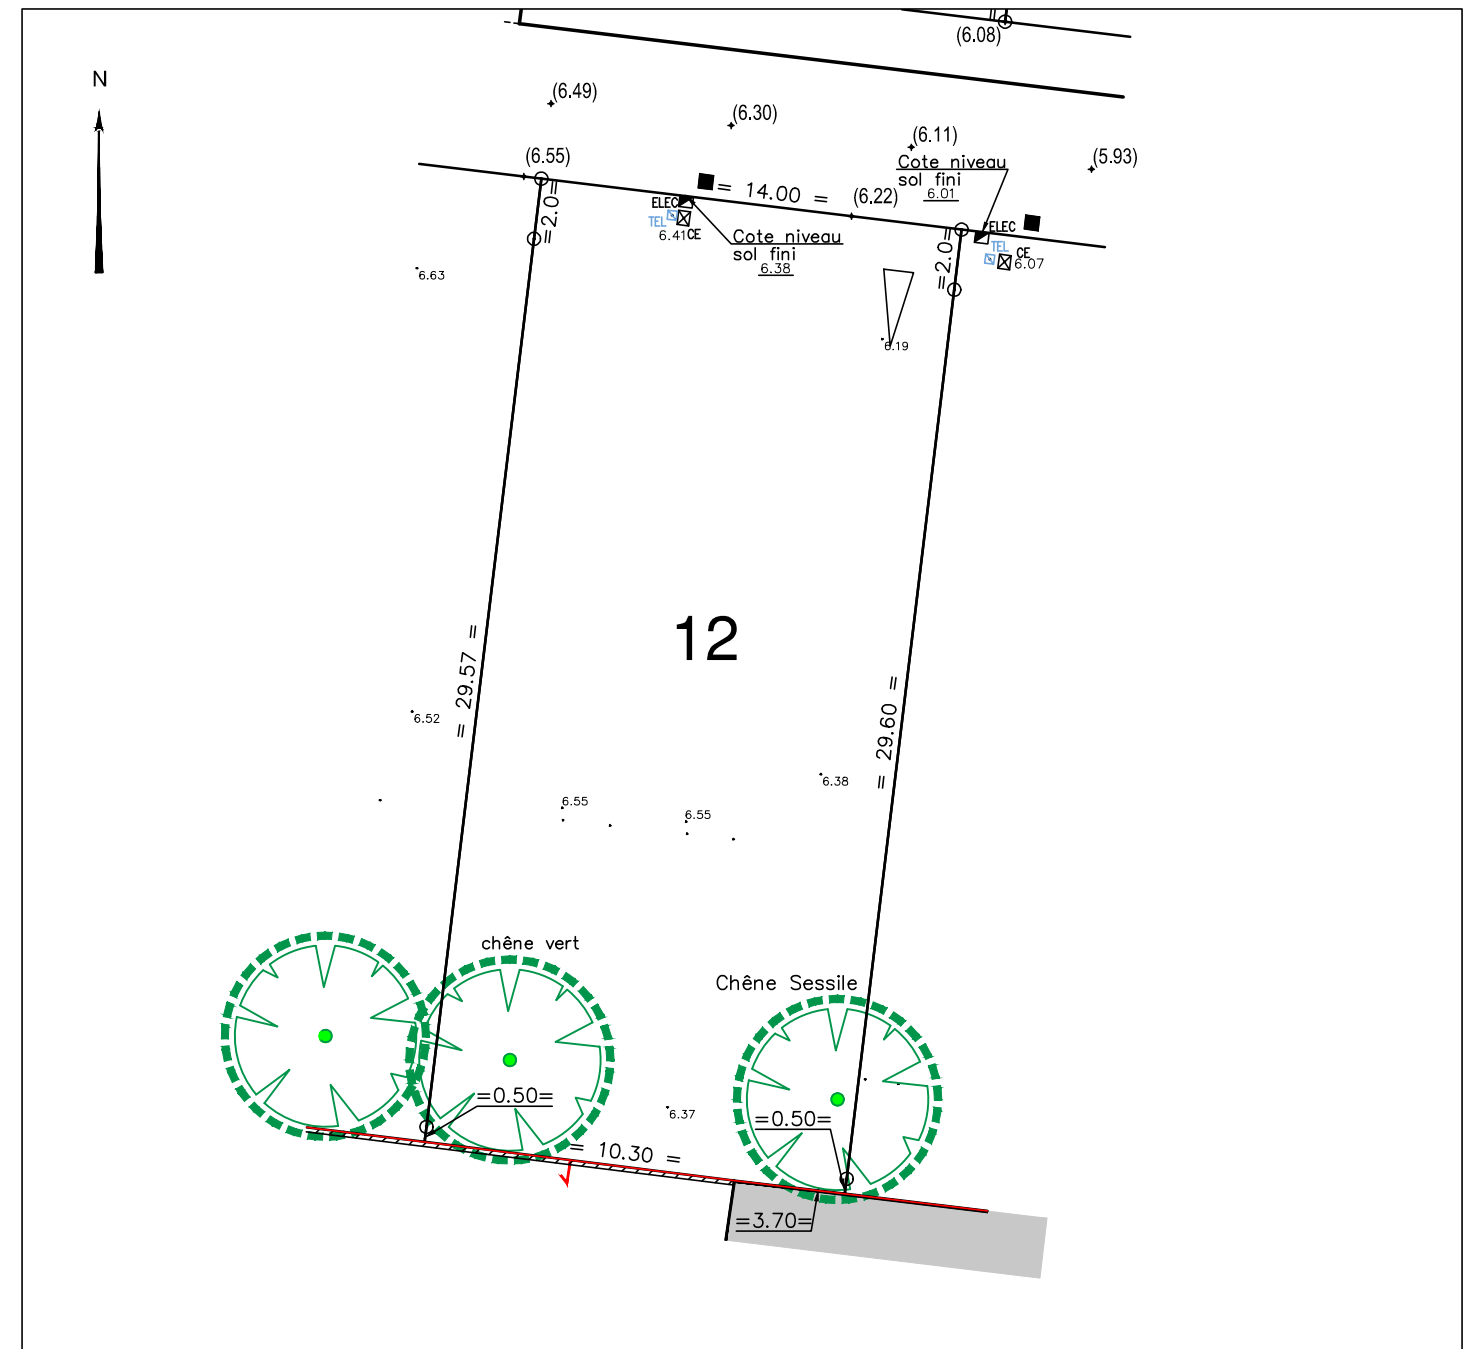 (6.08)
N
(6.49)
(6.30)
(6.11)
(5.93)
(6.55)
Cote niveau
sol fini
6.01
= 14.00 =
(6.22)
ELEC
TEL
6.41
CE
=2.0=
Cote niveau
sol fini
6.38
ELEC
TEL
CE
6.07
=2.0=
6.63
6.19
12
= 29.57 =
= 29.60 =
6.52
6.38
6.55
6.55
chêne vert
Chêne Sessile
=0.50=
6.37
=0.50=
= 10.30 =
=3.70=